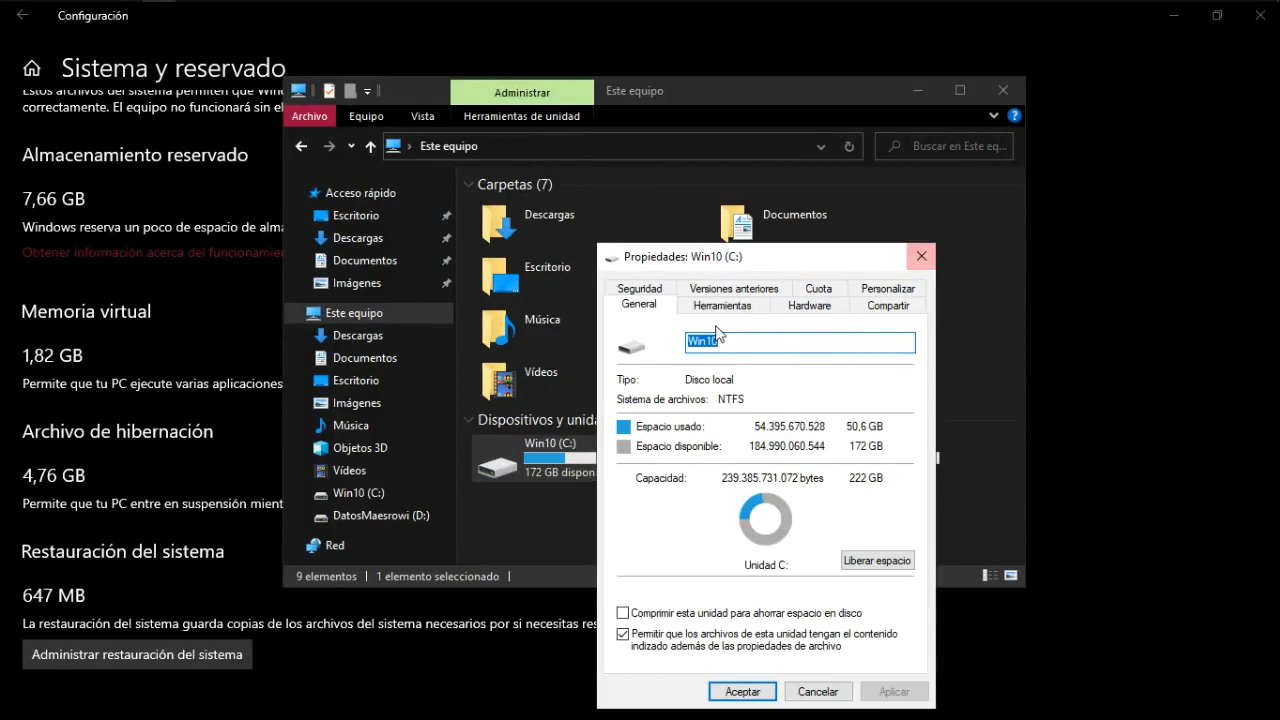 Configuración
Sistema y reservado
Estos archivos del sistema permiten que Win
correctamente. El equipo no funcionará sin el
Almacenamiento reservado
7,66 GB
Windows reserva un poco de espacio de alma
Obtener información acerca del funcionamie
Memoria virtual
1,82 GB
Permite que tu PC ejecute varias aplicaciones
Archivo de hibernación
4,76 GB
Permite que tu PC entre en suspensión mient
Restauración del sistema
647 MB
La restauración del sistema guarda copias de los archivos del sistema necesarios por si necesitas res
Administrar restauración del sistema
Administrar
Este equipo
Archivo
Equipo
Vista
Herramientas de unidad
Este equipo
Buscar en Este eq...
Acceso rápido
Escritorio
Descargas
Documentos
Imágenes
Este equipo
Descargas
Documentos
Escritorio
Imágenes
Música
Objetos 3D
Vídeos
Win10 (C:)
DatosMaesrowi (D:)
Red
Carpetas (7)
Descargas
Documentos
Escritorio
Música
Vídeos
Dispositivos y unida
Win10 (C:)
172 GB dispon
9 elementos
1 elemento seleccionado
Propiedades: Win10 (C:)
Seguridad
Versiones anteriores
Cuota
Personalizar
General
Herramientas
Hardware
Compartir
Win10
Tipo: Disco local
Sistema de archivos: NTFS
Espacio usado: 54.395.670.528 50,6 GB
Espacio disponible: 184.990.060.544 172 GB
Capacidad: 239.385.731.072 bytes 222 GB
Unidad C:
Liberar espacio
Comprimir esta unidad para ahorrar espacio en disco
Permitir que los archivos de esta unidad tengan el contenido
indizado además de las propiedades de archivo
Aceptar
Cancelar
Aplicar